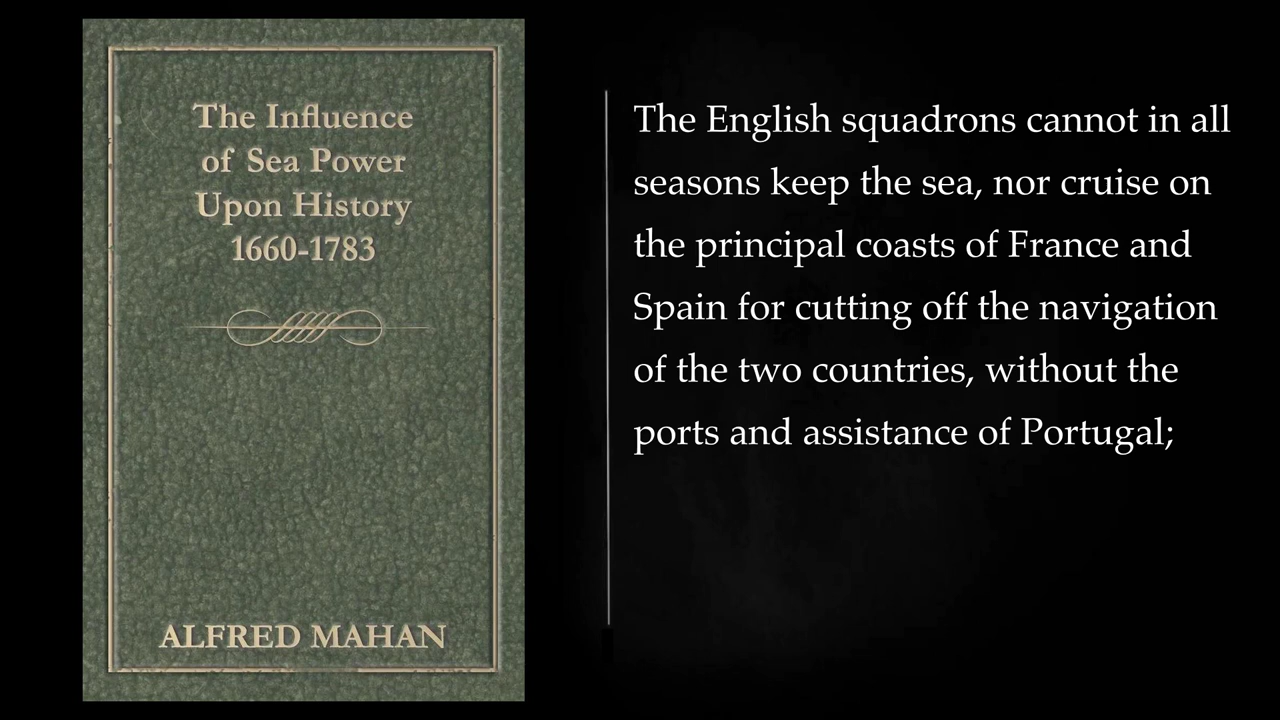 The Influence
of Sea Power
Upon History
1660-1783
ALFRED MAHAN
The English squadrons cannot in all
seasons keep the sea, nor cruise on
the principal coasts of France and
Spain for cutting off the navigation
of the two countries, without the
ports and assistance of Portugal;